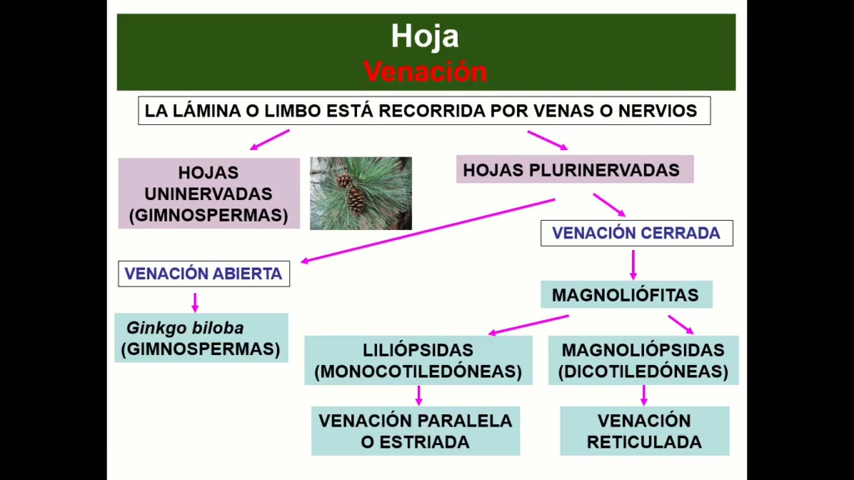 Hoja
Venación
LA LÁMINA O LIMBO ESTÁ RECORRIDA POR VENAS O NERVIOS
HOJAS
UNINERVADAS
(GIMNOSPERMAS)
HOJAS PLURINERVADAS
VENACIÓN CERRADA
VENACIÓN ABIERTA
MAGNOLIÓFITAS
Ginkgo biloba
(GIMNOSPERMAS)
LILIÓPSIDAS
(MONOCOTILEDÓNEAS)
MAGNOLIÓPSIDAS
(DICOTILEDÓNEAS)
VENACIÓN PARALELA
O ESTRIADA
VENACIÓN
RETICULADA